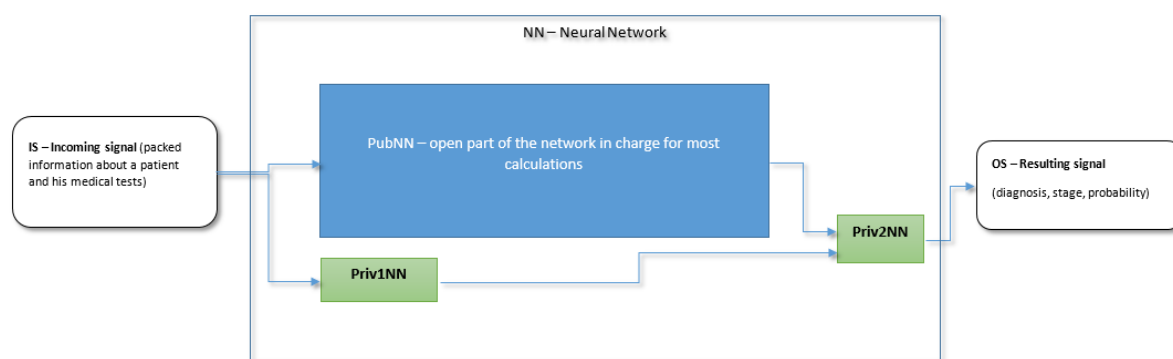 NN – Neural Network
IS – Incoming signal (packed
information about a patient
and his medical tests)
PubNN – open part of the network in charge for most
calculations
Priv1NN
Priv2NN
OS – Resulting signal
(diagnosis, stage, probability)